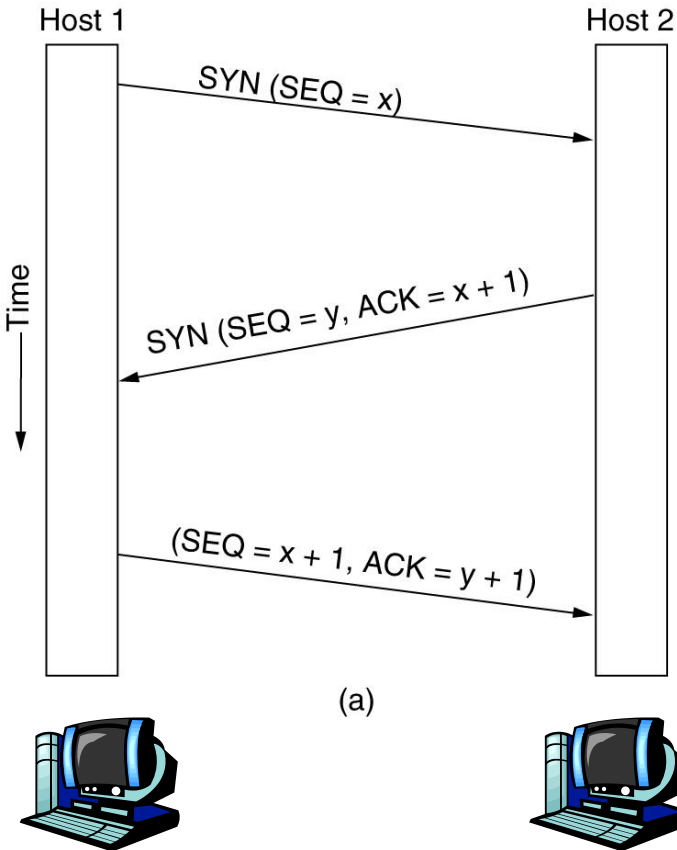 Host 1
Host 2
SYN (SEQ = x)
Time
SYN (SEQ = y, ACK = x + 1)
(SEQ = x + 1, ACK = y + 1)
(a)